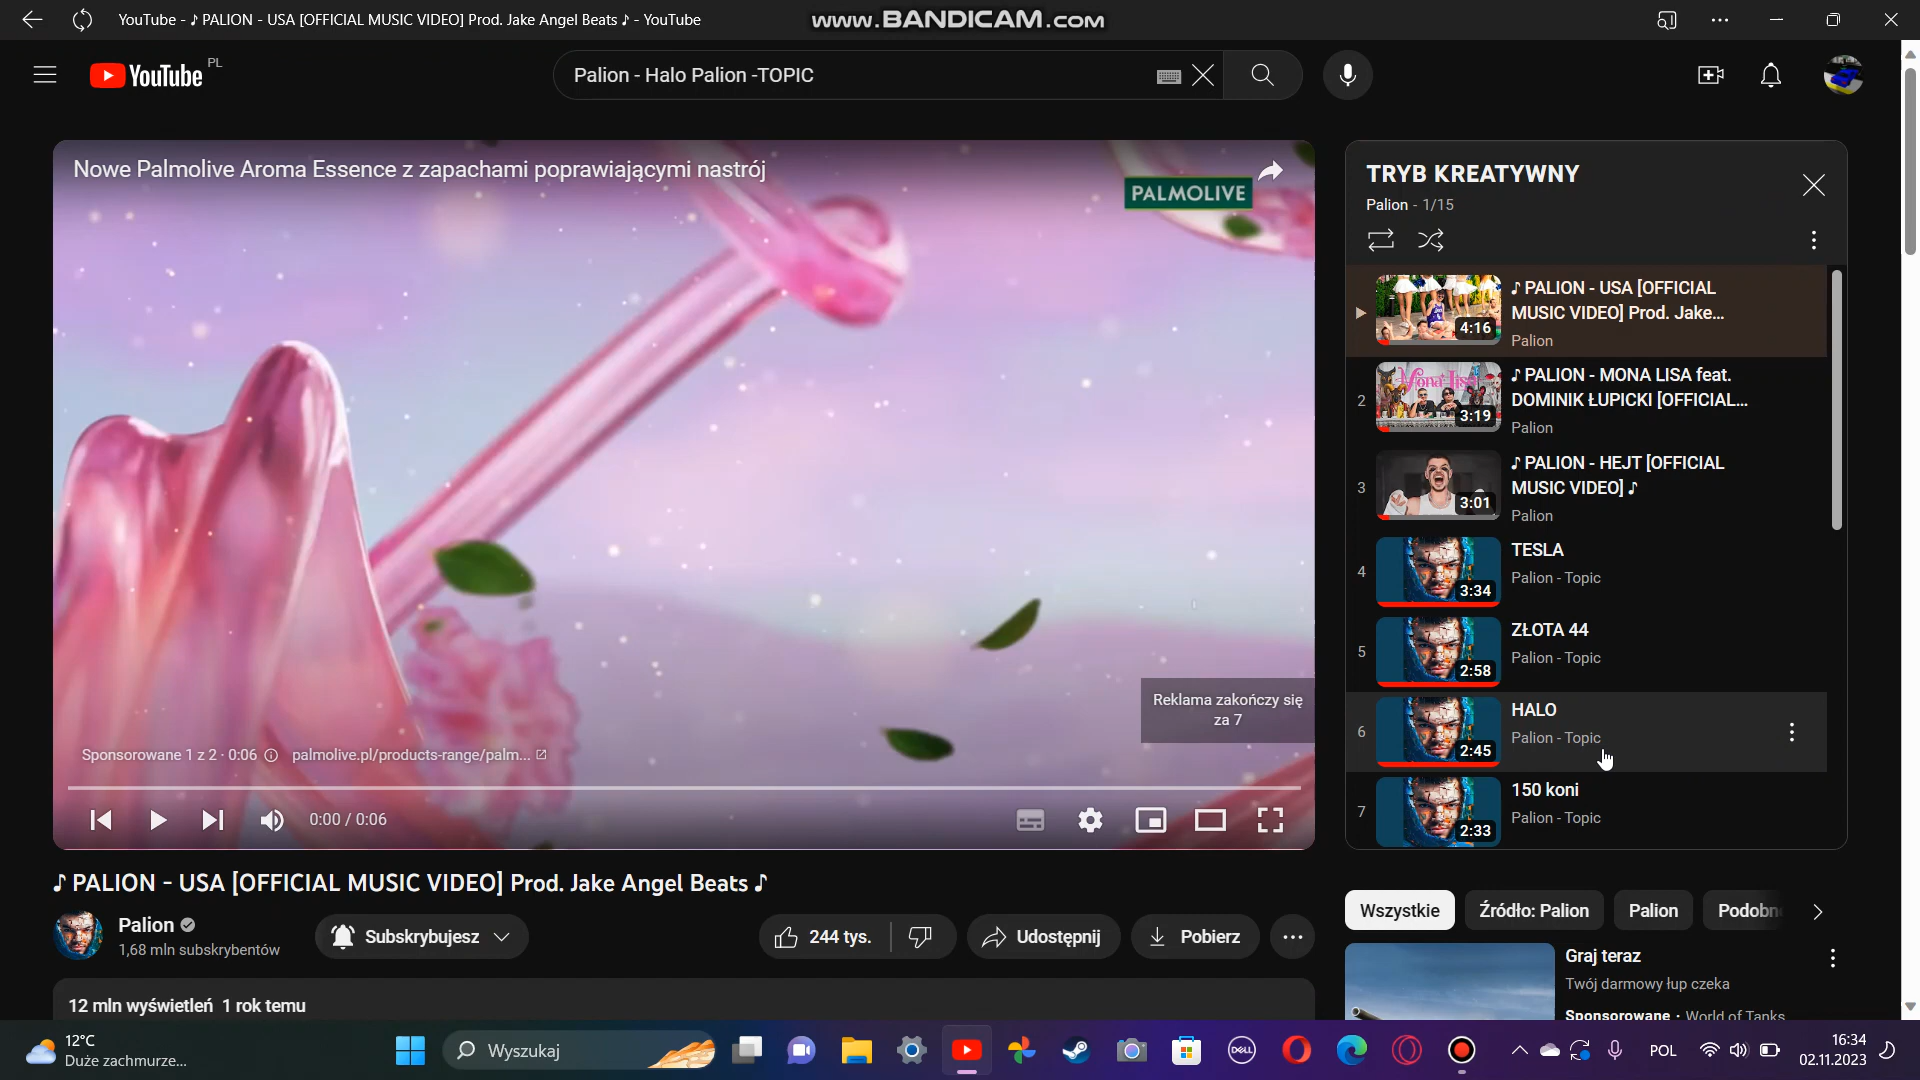 YouTube - ♪ PALION - USA [OFFICIAL MUSIC VIDEO] Prod. Jake Angel Beats ♪ - YouTube
www.BANDICAM.com
YouTube PL
Palion - Halo Palion -TOPIC
Nowe Palmolive Aroma Essence z zapachami poprawiającymi nastrój
PALMOLIVE
Reklama zakończy się
za 7
Sponsorowane 1 z 2 · 0:06 palmolive.pl/products-range/palm...
0:00 / 0:06
♪ PALION - USA [OFFICIAL MUSIC VIDEO] Prod. Jake Angel Beats ♪
Palion
1,68 mln subskrybentów
Subskrybujesz
244 tys.
Udostępnij
Pobierz
12 mln wyświetleń 1 rok temu
TRYB KREATYWNY
Palion - 1/15
4:16
♪ PALION - USA [OFFICIAL
MUSIC VIDEO] Prod. Jake...
Palion
2
Mona Lisa
3:19
♪ PALION - MONA LISA feat.
DOMINIK ŁUPICKI [OFFICIAL...
Palion
3
3:01
♪ PALION - HEJT [OFFICIAL
MUSIC VIDEO] ♪
Palion
4
3:34
TESLA
Palion - Topic
5
2:58
ZŁOTA 44
Palion - Topic
6
2:45
HALO
Palion - Topic
7
2:33
150 koni
Palion - Topic
Wszystkie
Źródło: Palion
Palion
Podobn
Graj teraz
Twój darmowy łup czeka
Sponsorowane · World of Tanks
12°C
Duże zachmurze...
Wyszukaj
DELL
POL
16:34
02.11.2023